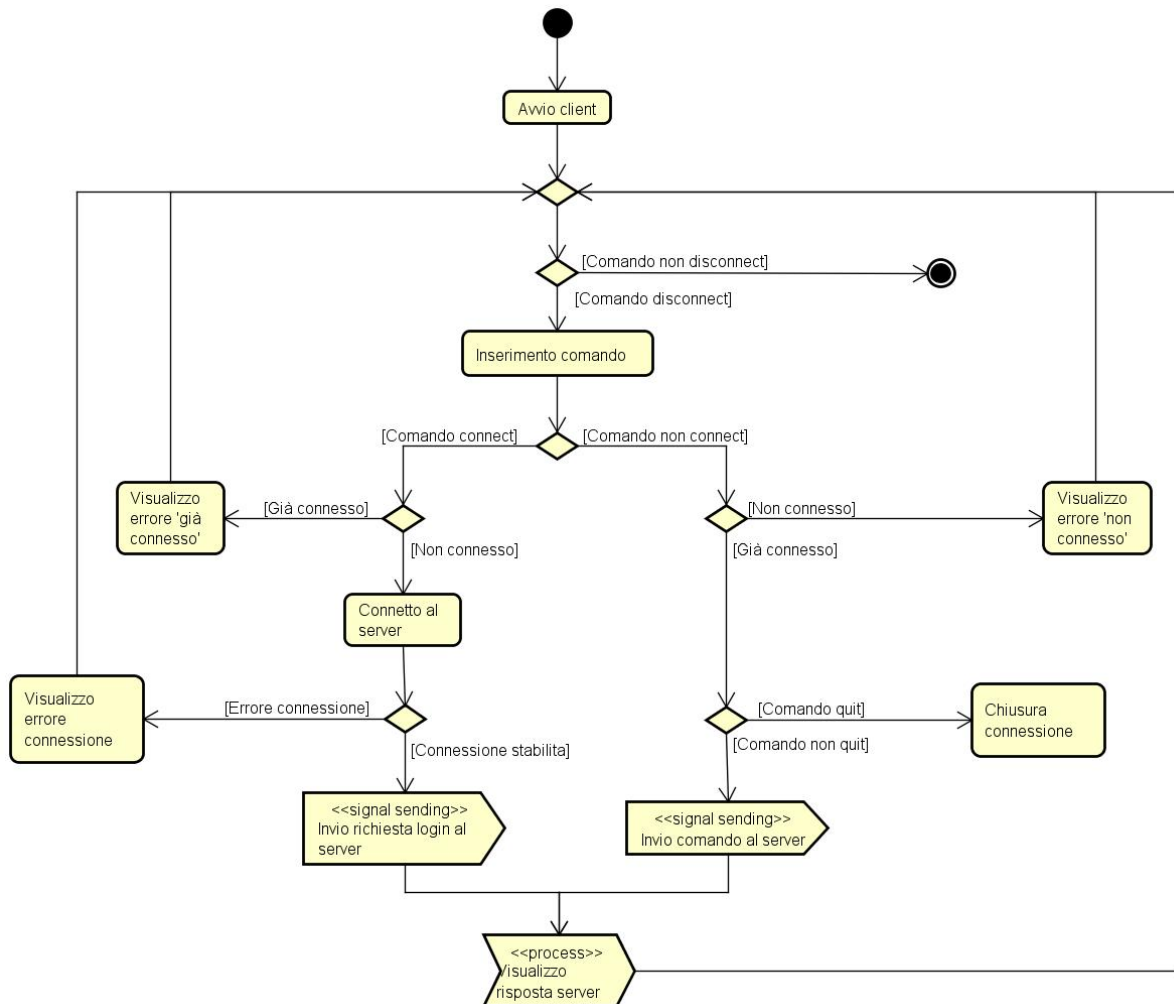 Avvio client
[Comando non disconnect]
[Comando disconnect]
Inserimento comando
[Comando connect]
[Comando non connect]
Visualizzo
errore 'già
connesso'
[Già connesso]
[Non connesso]
[Non connesso]
[Già connesso]
Visualizzo
errore 'non
connesso'
Connetto al
server
Visualizzo
errore
connessione
[Errore connessione]
[Connessione stabilita]
[Comando quit]
[Comando non quit]
Chiusura
connessione
<<signal sending>>
Invio richiesta login al
server
<<signal sending>>
Invio comando al server
<<process>>
Visualizzo
risposta server